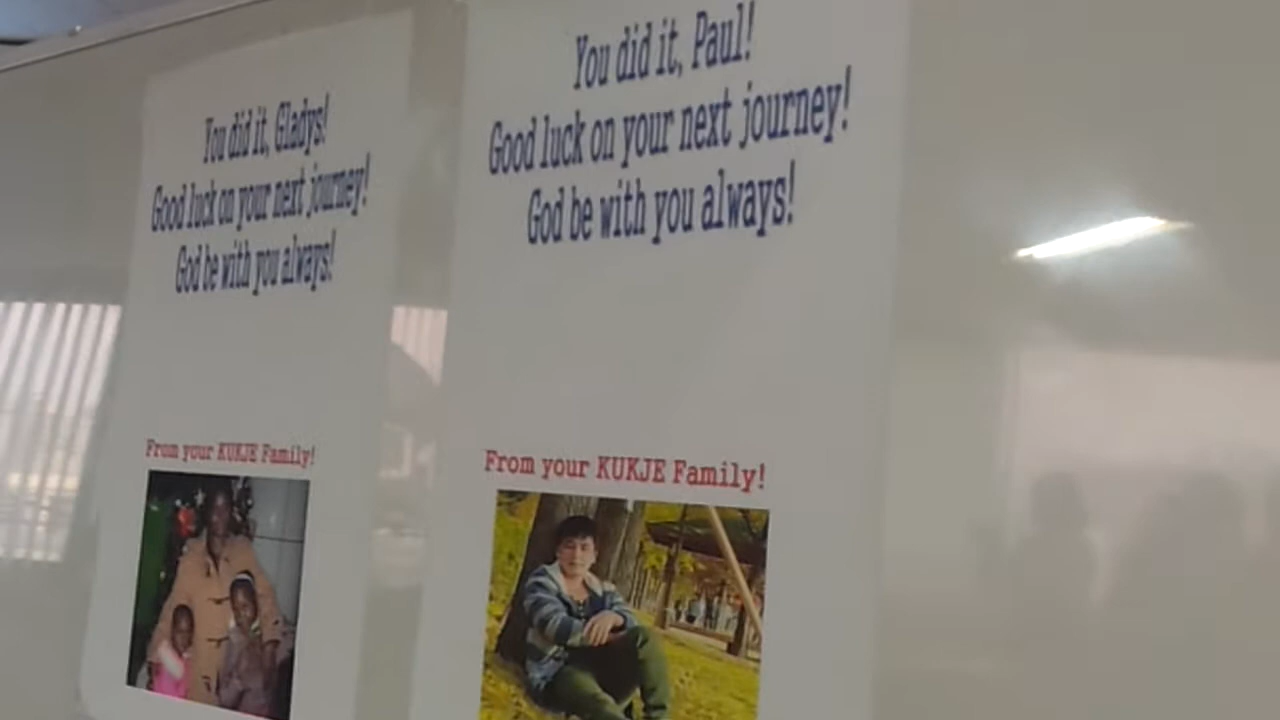 You did it, Gladys!
Good luck on your next journey!
God be with you always!
From your KUKJE Family!
You did it, Paul!
Good luck on your next journey!
God be with you always!
From your KUKJE Family!